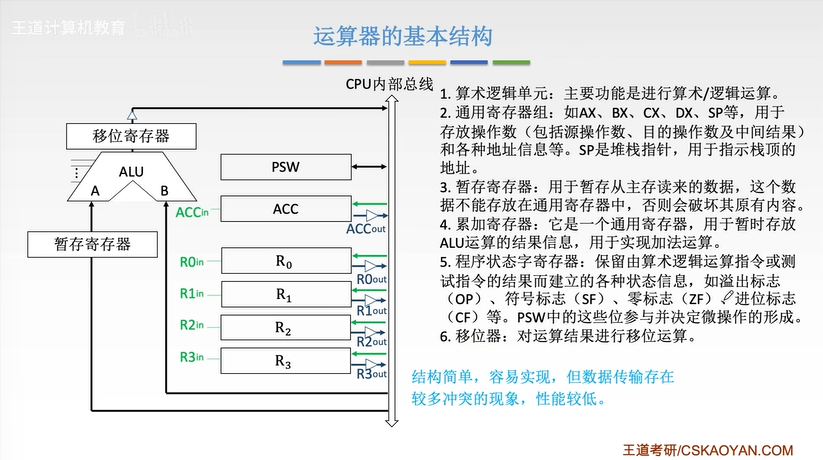 王道计算机教育
运算器的基本结构
CPU内部总线
移位寄存器
ALU
A
B
暂存寄存器
PSW
ACCin
ACC
ACCout
R0in
R₀
R0out
R1in
R₁
R1out
R2in
R₂
R2out
R3in
R₃
R3out
1. 算术逻辑单元：主要功能是进行算术/逻辑运算。
2. 通用寄存器组：如AX、BX、CX、DX、SP等，用于
存放操作数（包括源操作数、目的操作数及中间结果）
和各种地址信息等。SP是堆栈指针，用于指示栈顶的
地址。
3. 暂存寄存器：用于暂存从主存读来的数据，这个数
据不能存放在通用寄存器中，否则会破坏其原有内容。
4. 累加寄存器：它是一个通用寄存器，用于暂时存放
ALU运算的结果信息，用于实现加法运算。
5. 程序状态字寄存器：保留由算术逻辑运算指令或测
试指令的结果而建立的各种状态信息，如溢出标志
（OP）、符号标志（SF）、零标志（ZF）、进位标志
（CF）等。PSW中的这些位参与并决定微操作的形成。
6. 移位器：对运算结果进行移位运算。
结构简单，容易实现，但数据传输存在
较多冲突的现象，性能较低。
王道考研/CSKAOYAN.COM